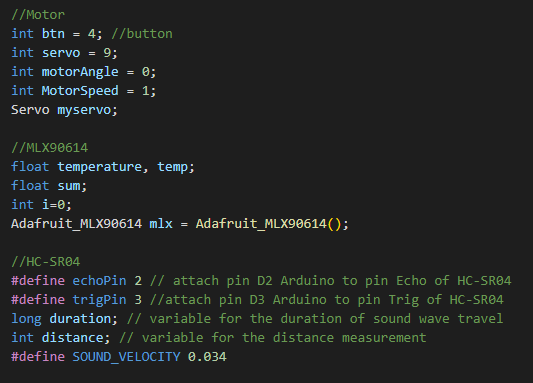 //Motor
int btn = 4; //button
int servo = 9;
int motorAngle = 0;
int MotorSpeed = 1;
Servo myservo;
//MLX90614
float temperature, temp;
float sum;
int i=0;
Adafruit_MLX90614 mlx = Adafruit_MLX90614();
//HC-SR04
#define echoPin 2 // attach pin D2 Arduino to pin Echo of HC-SR04
#define trigPin 3 //attach pin D3 Arduino to pin Trig of HC-SR04
long duration; // variable for the duration of sound wave travel
int distance; // variable for the distance measurement
#define SOUND_VELOCITY 0.034